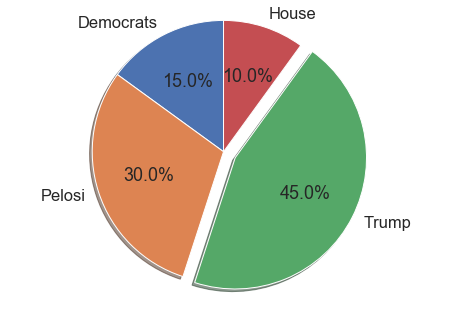 House
Democrats
10.0%
15.0%
30.0%
45.0%
Pelosi
Trump